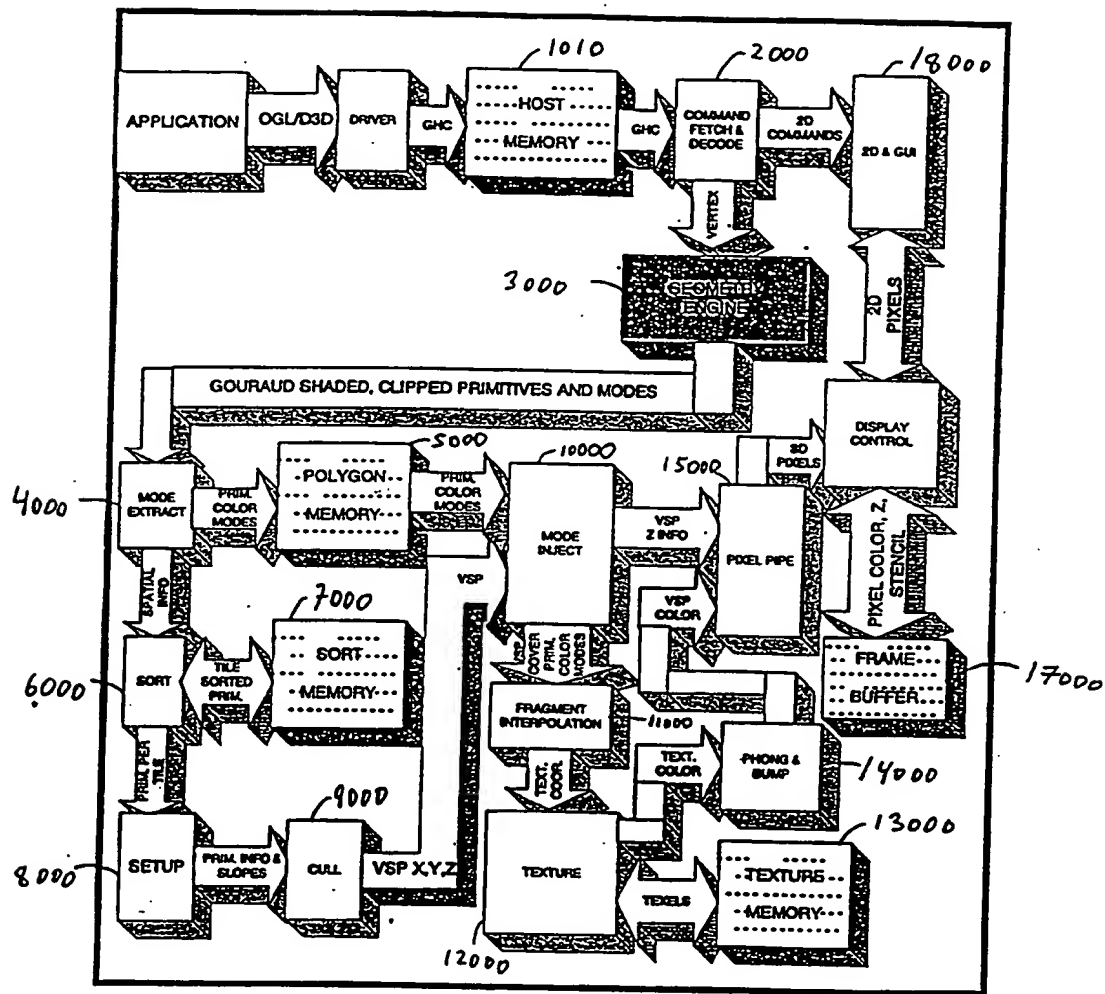 1010
2000
18000
APPLICATION
OGL/D3D
DRIVER
GHC
HOST
MEMORY
GHC
COMMAND
FETCH &
DECODE
2D
COMMANDS
2D & GUI
VERTEX
3000
GEOMETRY
ENGINE
2D
PIXELS
GOURAUD SHADED, CLIPPED PRIMITIVES AND MODES
DISPLAY
CONTROL
5000
10000
15000
3D
PIXELS
4000
MODE
EXTRACT
PRIM.
COLOR
MODES
POLYGON
MEMORY
PRIM.
COLOR
MODES
MODE
INJECT
VSP
Z INFO
PIXEL PIPE
PIXEL COLOR, Z,
STENCIL
SPATIAL
INFO
VSP
VSP
COLOR
7000
6000
SORT
TILE
SORTED
PRIM.
SORT
MEMORY
VSP
COVER
PRIM.
COLOR
MODES
FRAME
BUFFER
17000
FRAGMENT
INTERPOLATION
11000
PRIM. PER
TILE
TEXT.
COOR.
TEXT.
COLOR
PHONG &
BUMP
14000
9000
13000
8000
SETUP
PRIM. INFO &
SLOPES
CULL
VSP X,Y,Z
TEXTURE
TEXELS
TEXTURE
MEMORY
12000